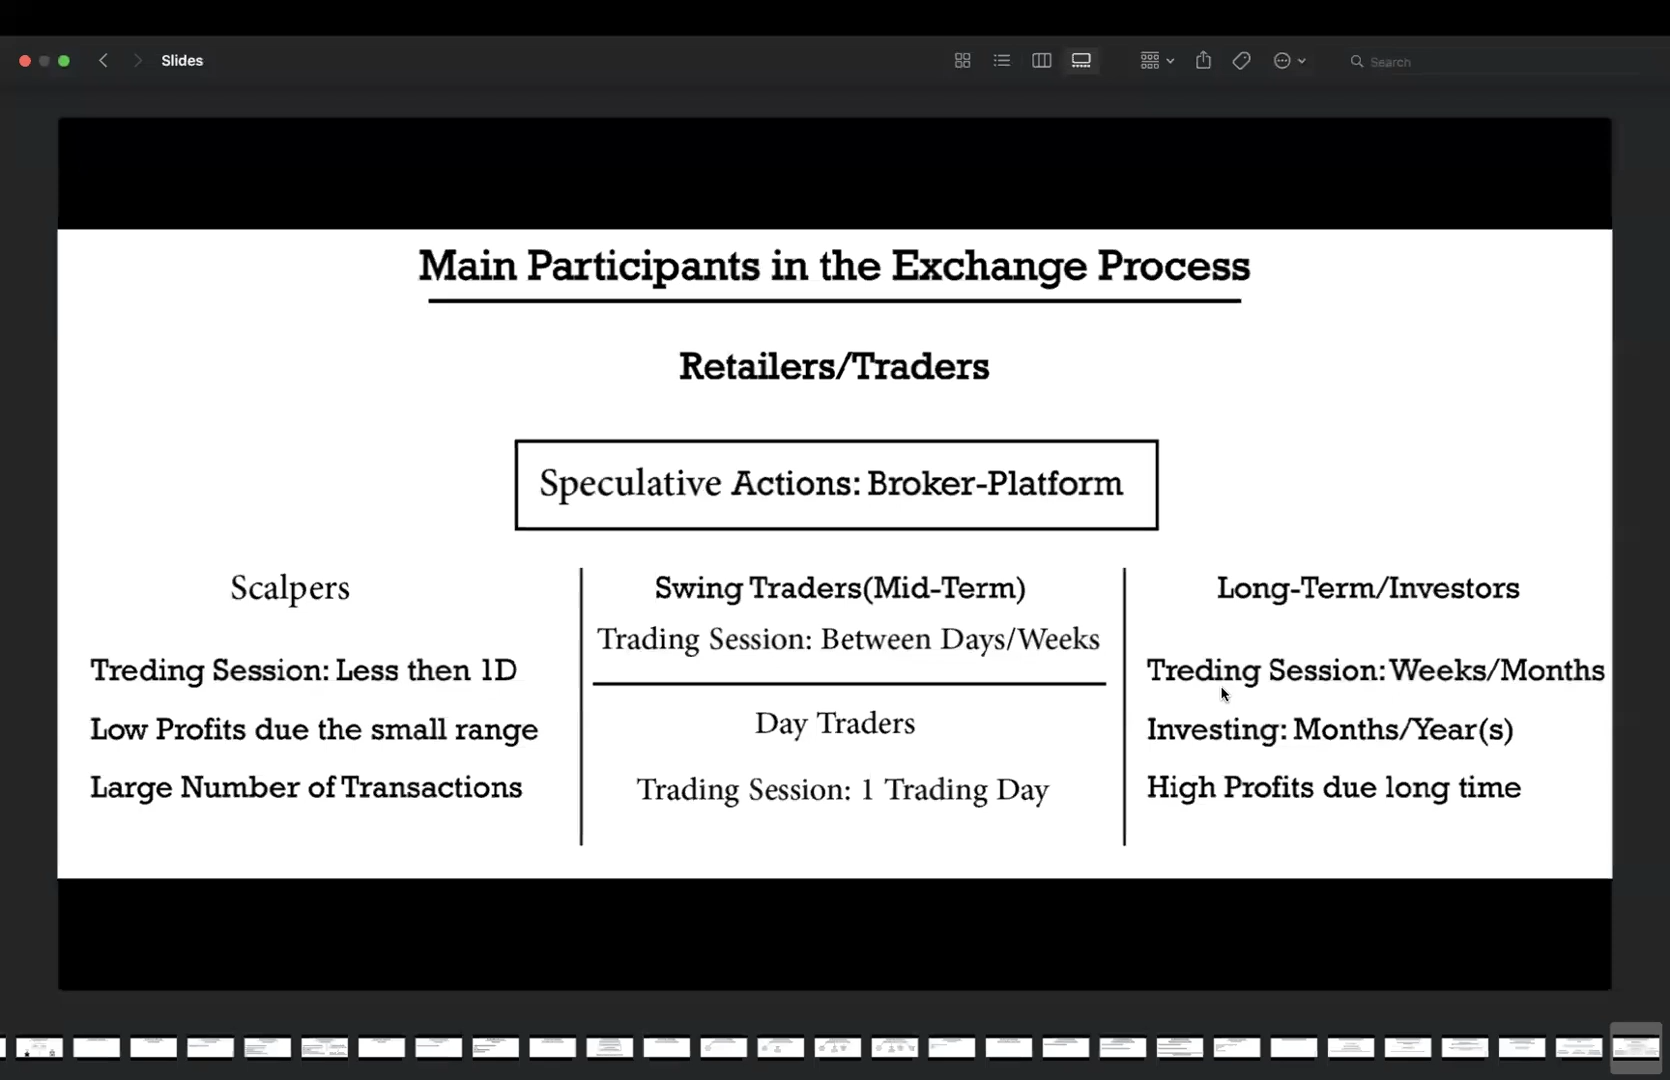 Slides
Search
Main Participants in the Exchange Process
Retailers/Traders
Speculative Actions: Broker-Platform
Scalpers
Treding Session: Less then 1D
Low Profits due the small range
Large Number of Transactions
Swing Traders(Mid-Term)
Trading Session: Between Days/Weeks
Day Traders
Trading Session: 1 Trading Day
Long-Term/Investors
Treding Session: Weeks/Months
Investing: Months/Year(s)
High Profits due long time